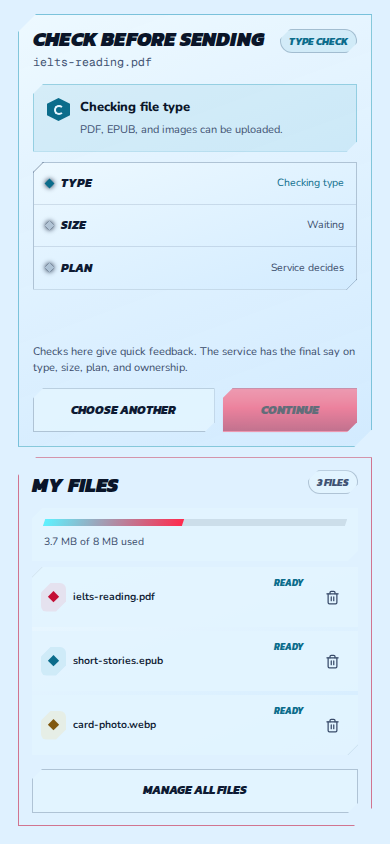 CHECK BEFORE SENDING
TYPE CHECK
ielts-reading.pdf
C
Checking file type
PDF, EPUB, and images can be uploaded.
TYPE
Checking type
SIZE
Waiting
PLAN
Service decides
Checks here give quick feedback. The service has the final say on
type, size, plan, and ownership.
CHOOSE ANOTHER
CONTINUE
MY FILES
3 FILES
3.7 MB of 8 MB used
READY
ielts-reading.pdf
READY
short-stories.epub
READY
card-photo.webp
MANAGE ALL FILES